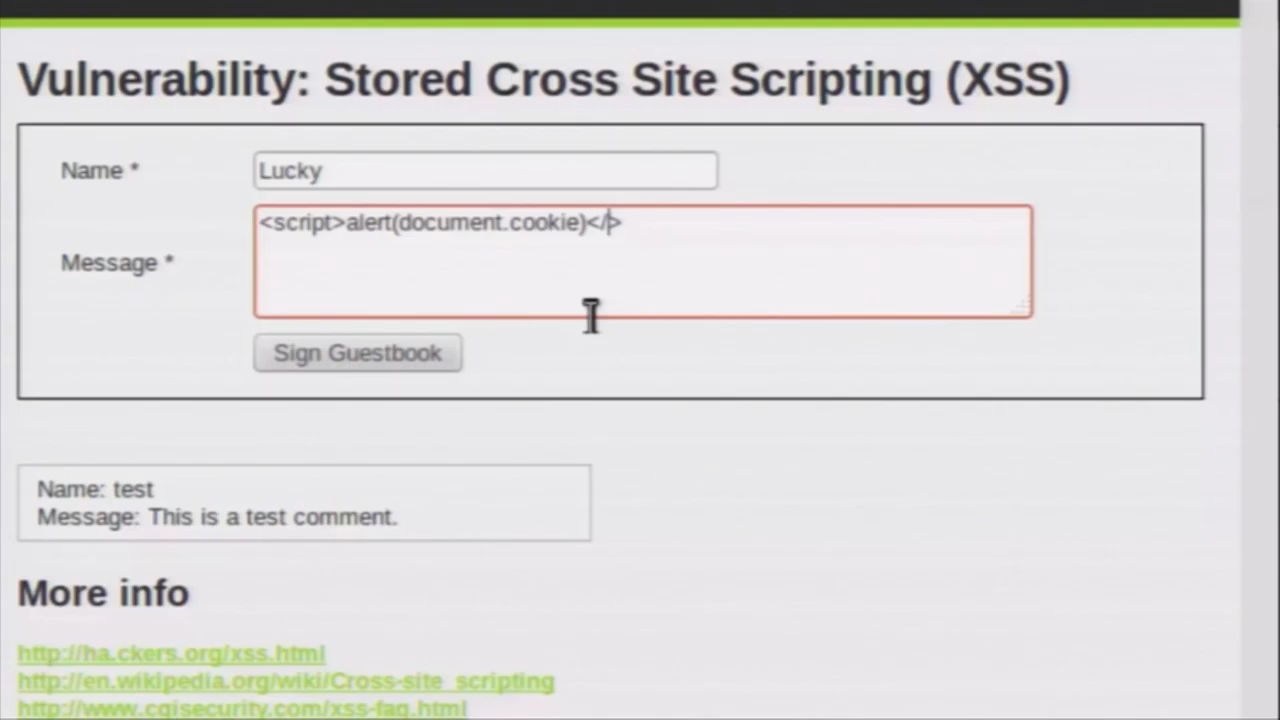 Vulnerability: Stored Cross Site Scripting (XSS)
Name *
Lucky
<script>alert(document.cookie)</>
Message *
Sign Guestbook
Name: test
Message: This is a test comment.
More info
http://ha.ckers.org/xss.html
http://en.wikipedia.org/wiki/Cross-site_scripting
http://www.cgisecurity.com/xss-faq.html